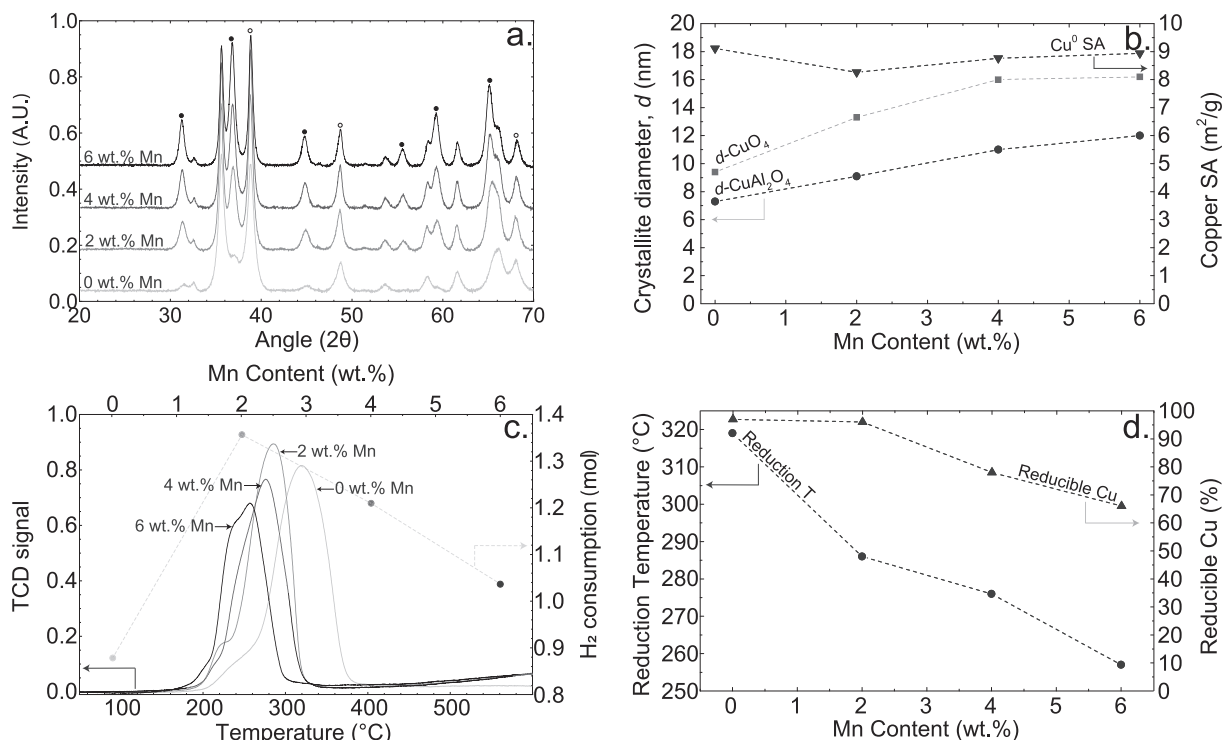 a.
1.0
0.8
0.6
0.4
0.2
0.0
Intensity (A.U.)
6 wt.% Mn
4 wt.% Mn
2 wt.% Mn
0 wt.% Mn
20 30 40 50 60 70
Angle (2θ)
b.
20
18
16
14
12
10
8
6
4
2
0
Crystallite diameter, d (nm)
Cu⁰ SA
d-CuO₄
d-CuAl₂O₄
10
9
8
7
6
5
4
3
2
1
0
Copper SA (m²/g)
0 1 2 3 4 5 6
Mn Content (wt.%)
Mn Content (wt.%)
0 1 2 3 4 5 6
c.
1.0
0.8
0.6
0.4
0.2
0.0
TCD signal
2 wt.% Mn
4 wt.% Mn
0 wt.% Mn
6 wt.% Mn
1.4
1.3
1.2
1.1
1.0
0.9
0.8
H₂ consumption (mol)
100 200 300 400 500 600
Temperature (°C)
d.
320
310
300
290
280
270
260
250
Reduction Temperature (°C)
Reduction T
Reducible Cu
100
90
80
70
60
50
40
30
20
10
0
Reducible Cu (%)
0 1 2 3 4 5 6
Mn Content (wt.%)